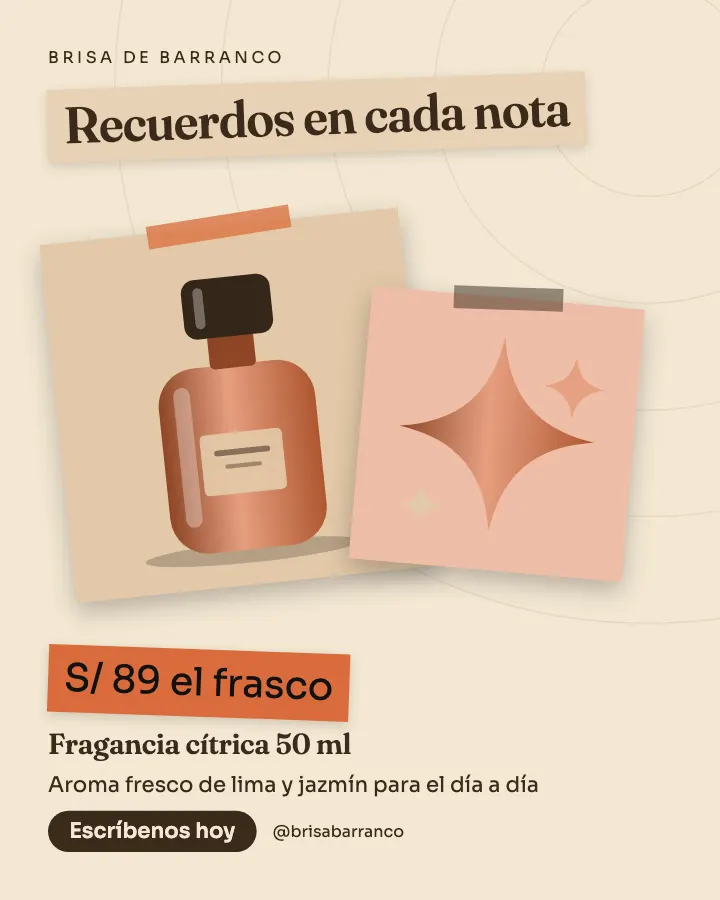 BRISA DE BARRANCO
Recuerdos en cada nota
S/ 89 el frasco
Fragancia cítrica 50 ml
Aroma fresco de lima y jazmín para el día a día
Escríbenos hoy
@brisabarranco